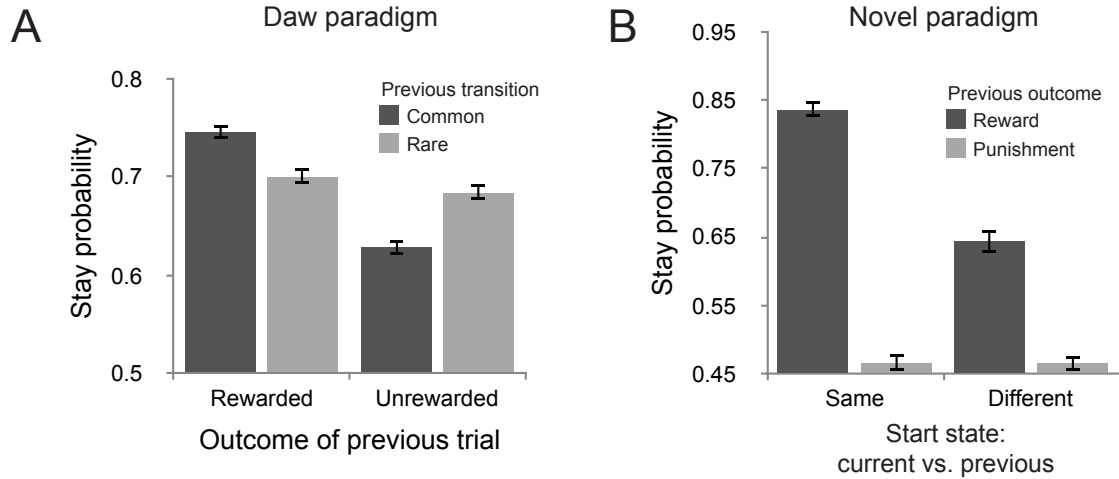 A
Daw paradigm
Stay probability
0.8
0.7
0.6
0.5
Previous transition
Common
Rare
Rewarded
Unrewarded
Outcome of previous trial
B
Novel paradigm
Stay probability
0.95
0.85
0.75
0.65
0.55
0.45
Previous outcome
Reward
Punishment
Same
Different
Start state:
current vs. previous